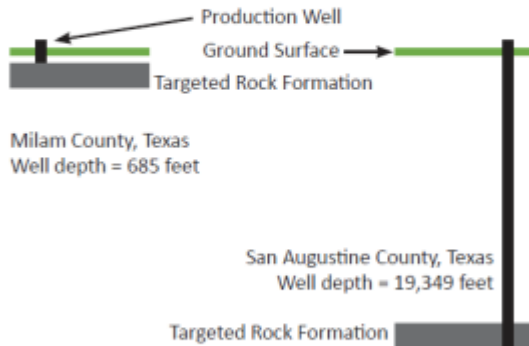 Production Well
Ground Surface
Targeted Rock Formation
Milam County, Texas
Well depth = 685 feet
San Augustine County, Texas
Well depth = 19,349 feet
Targeted Rock Formation